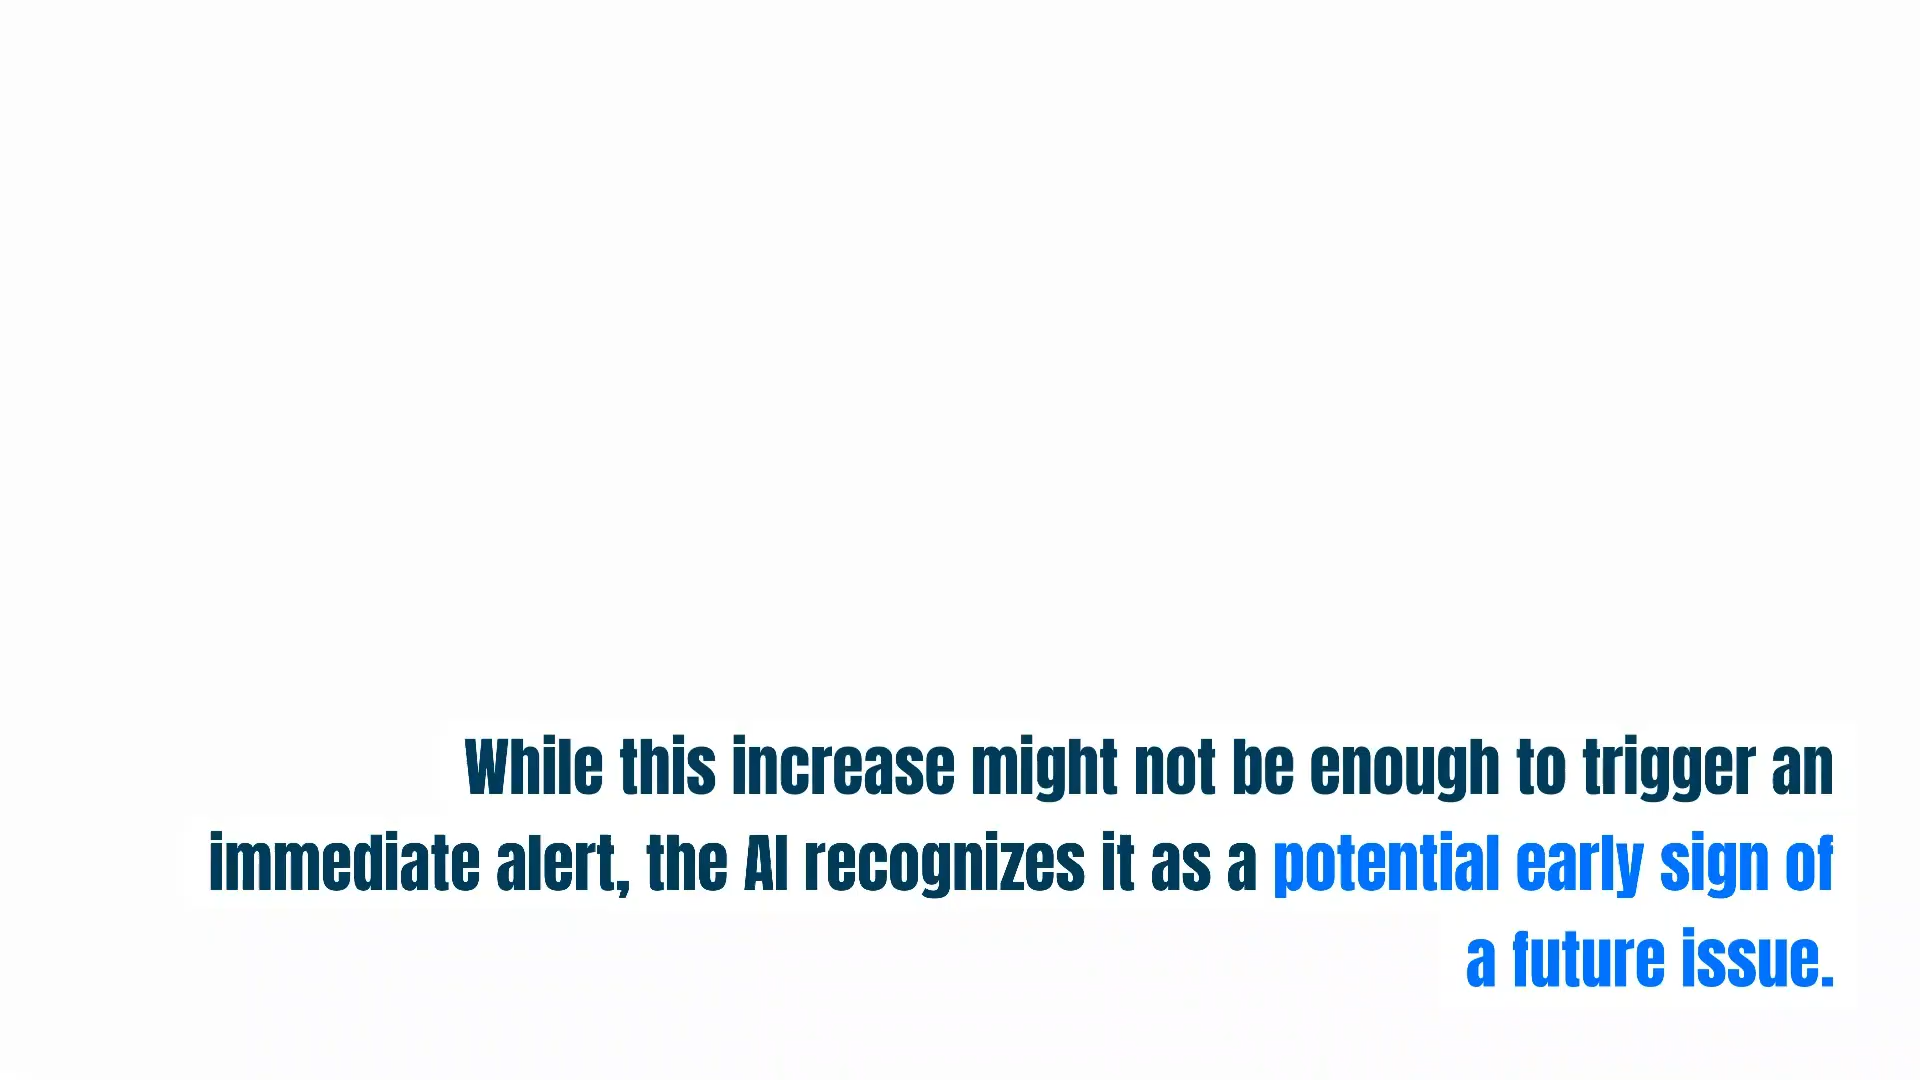 While this increase might not be enough to trigger an
immediate alert, the AI recognizes it as a potential early sign of
a future issue.